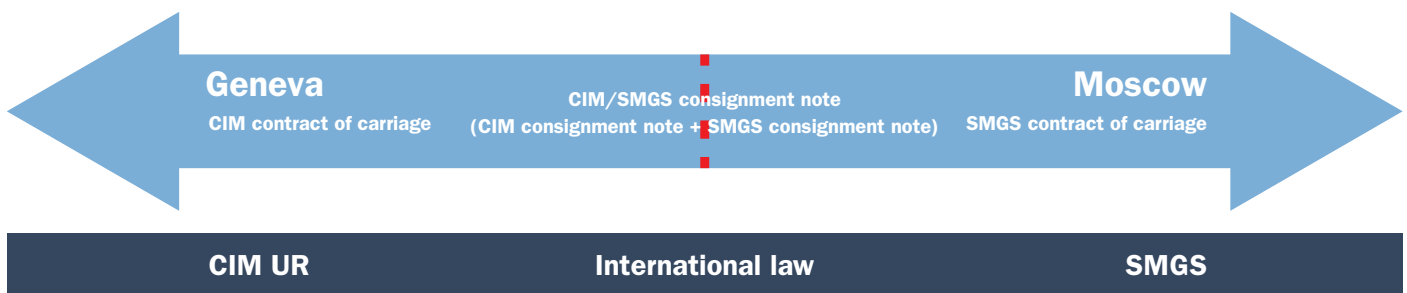 Geneva
CIM contract of carriage
CIM/SMGS consignment note
(CIM consignment note + SMGS consignment note)
Moscow
SMGS contract of carriage
CIM UR
International law
SMGS